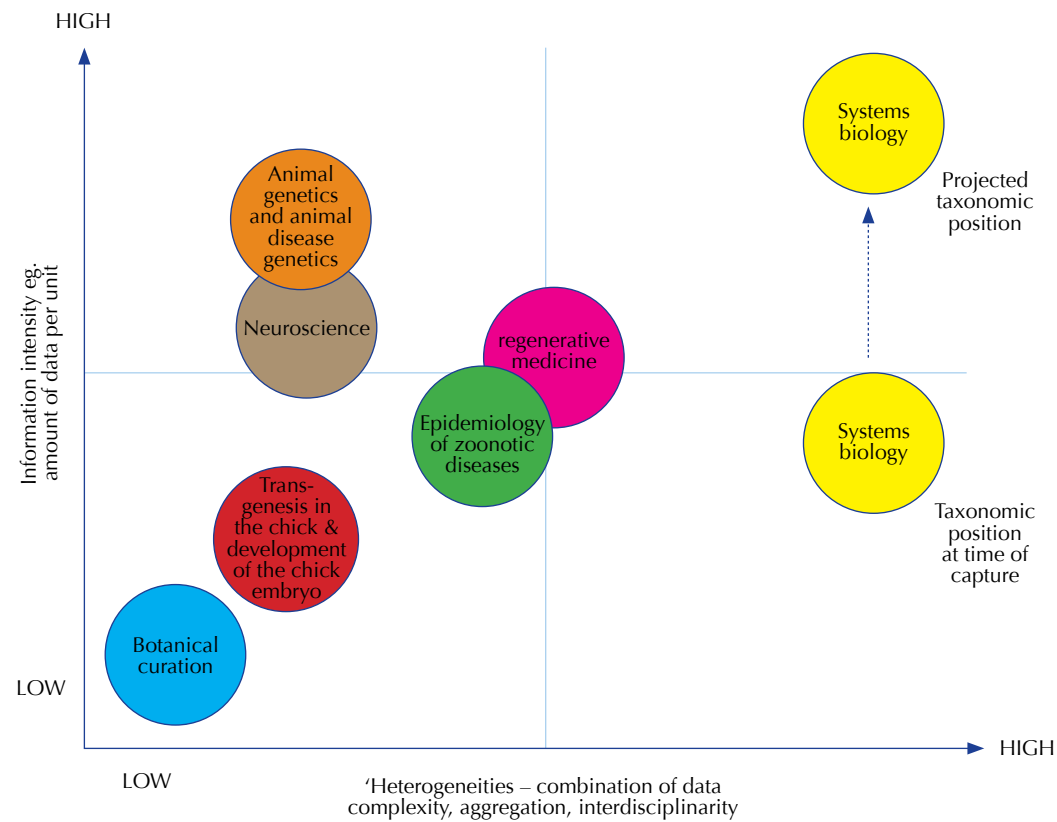 HIGH
Systems
biology
Projected
taxonomic
position
Animal
genetics
and animal
disease
genetics
Neuroscience
regenerative
medicine
Information intensity eg.
amount of data per unit
Epidemiology
of zoonotic
diseases
Systems
biology
Taxonomic
position
at time of
capture
Trans-
genesis in
the chick &
development
of the chick
embryo
Botanical
curation
LOW
HIGH
LOW
‘Heterogeneities – combination of data
complexity, aggregation, interdisciplinarity